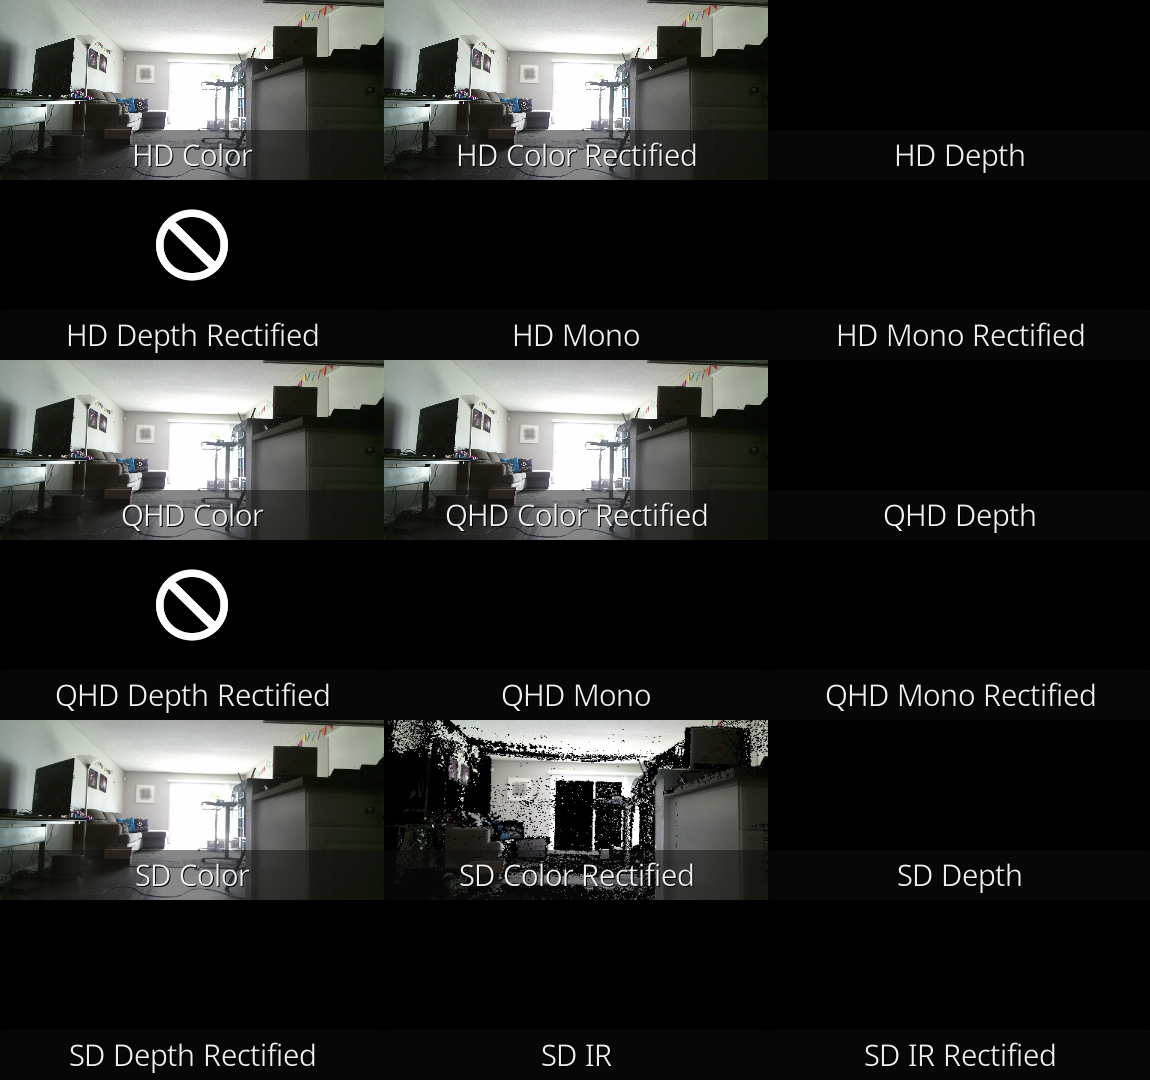 HD Color
HD Color Rectified
HD Depth
HD Depth Rectified
HD Mono
HD Mono Rectified
QHD Color
QHD Color Rectified
QHD Depth
QHD Depth Rectified
QHD Mono
QHD Mono Rectified
SD Color
SD Color Rectified
SD Depth
SD Depth Rectified
SD IR
SD IR Rectified